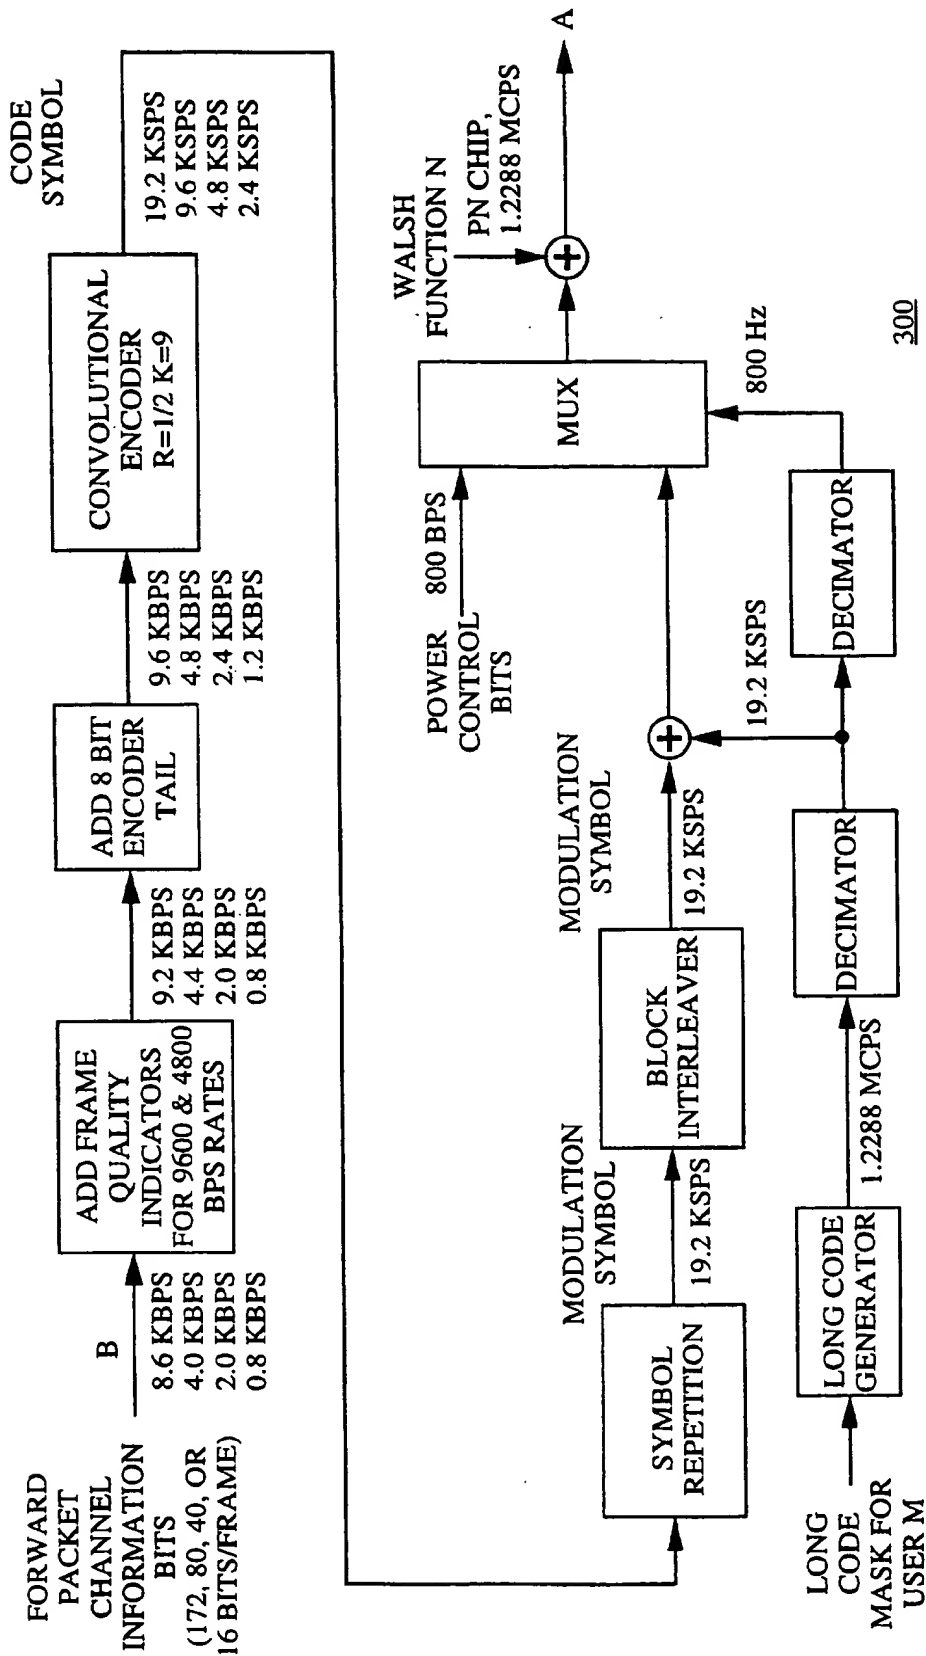 FORWARD
PACKET
CHANNEL
INFORMATION
BITS
(172, 80, 40, OR
16 BITS/FRAME)
B
8.6 KBPS
4.0 KBPS
2.0 KBPS
0.8 KBPS
ADD FRAME
QUALITY
INDICATORS
FOR 9600 & 4800
BPS RATES
9.2 KBPS
4.4 KBPS
2.0 KBPS
0.8 KBPS
ADD 8 BIT
ENCODER
TAIL
9.6 KBPS
4.8 KBPS
2.4 KBPS
1.2 KBPS
CONVOLUTIONAL
ENCODER
R=1/2 K=9
CODE
SYMBOL
19.2 KSPS
9.6 KSPS
4.8 KSPS
2.4 KSPS
SYMBOL
REPETITION
MODULATION
SYMBOL
19.2 KSPS
BLOCK
INTERLEAVER
MODULATION
SYMBOL
19.2 KSPS
POWER
CONTROL
BITS
800 BPS
MUX
WALSH
FUNCTION N
PN CHIP,
1.2288 MCPS
A
LONG
CODE
MASK FOR
USER M
LONG CODE
GENERATOR
1.2288 MCPS
DECIMATOR
19.2 KSPS
DECIMATOR
800 Hz
300